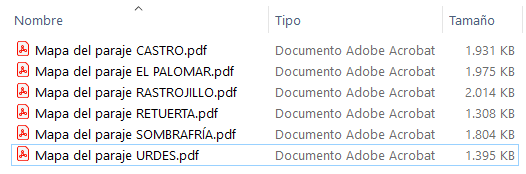 Nombre Tipo Tamaño
Mapa del paraje CASTRO.pdf Documento Adobe Acrobat 1.931 KB
Mapa del paraje EL PALOMAR.pdf Documento Adobe Acrobat 1.975 KB
Mapa del paraje RASTROJILLO.pdf Documento Adobe Acrobat 2.014 KB
Mapa del paraje RETUERTA.pdf Documento Adobe Acrobat 1.308 KB
Mapa del paraje SOMBRAFRÍA.pdf Documento Adobe Acrobat 1.804 KB
Mapa del paraje URDES.pdf Documento Adobe Acrobat 1.395 KB